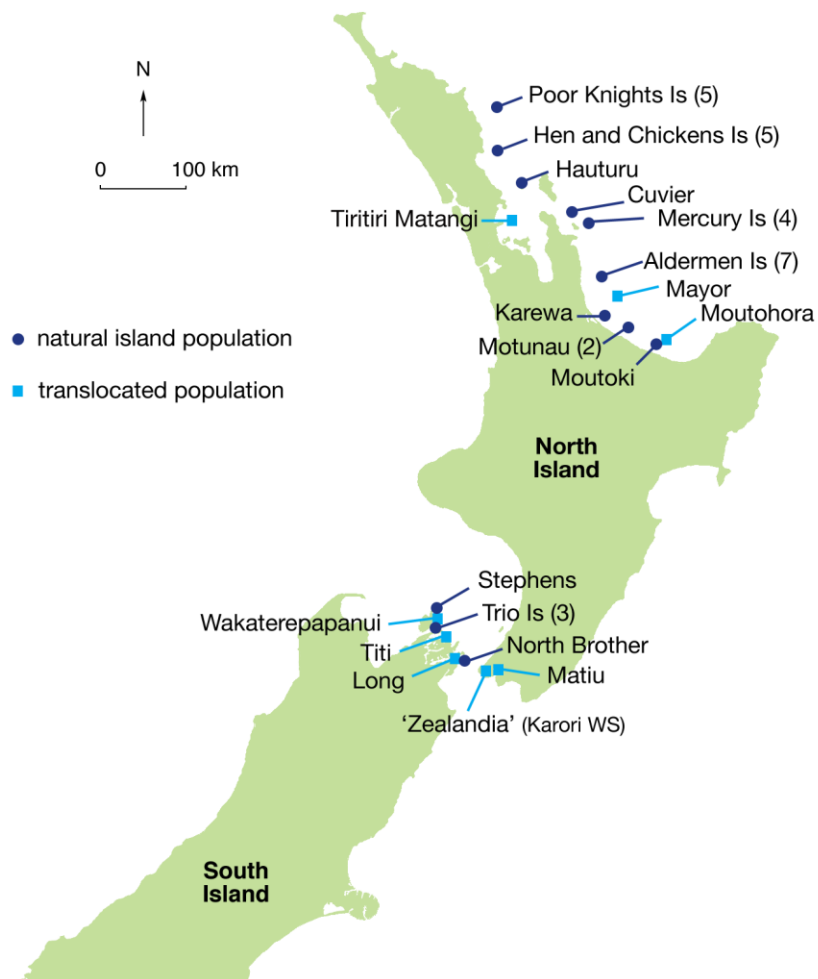 N
0 100 km
Poor Knights Is (5)
Hen and Chickens Is (5)
Hauturu
Cuvier
Tiritiri Matangi
Mercury Is (4)
Aldermen Is (7)
Mayor
Karewa
Moutohora
natural island population
Motunau (2)
Moutoki
translocated population
North
Island
Stephens
Wakaterepapanui
Trio Is (3)
Titi
North Brother
Long
Matiu
‘Zealandia’ (Karori WS)
South
Island